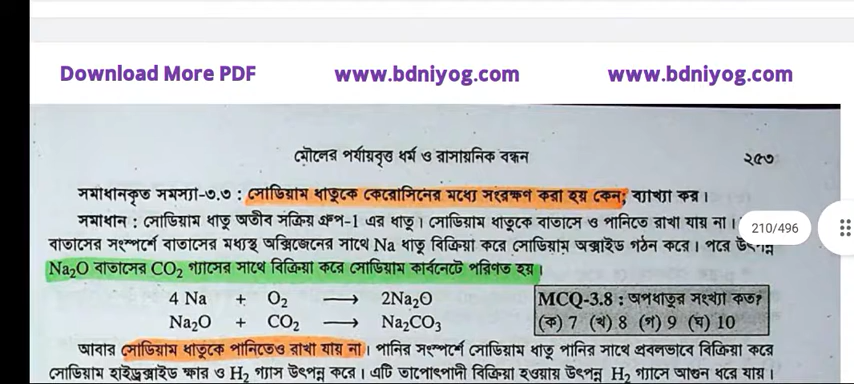 Download More PDF www.bdniyog.com www.bdniyog.com
মৌলের পর্যায়বৃত্ত ধর্ম ও রাসায়নিক বন্ধন ২৫৩
সমাধানকৃত সমস্যা-৩.৩ : সোডিয়াম ধাতুকে কেরোসিনের মধ্যে সংরক্ষণ করা হয় কেন; ব্যাখ্যা কর।
সমাধান : সোডিয়াম ধাতু অতীব সক্রিয় গ্রুপ-1 এর ধাতু। সোডিয়াম ধাতুকে বাতাসে ও পানিতে রাখা যায় না।
210/496
বাতাসের সংস্পর্শে বাতাসের মধ্যস্থ অক্সিজেনের সাথে Na ধাতু বিক্রিয়া করে সোডিয়াম অক্সাইড গঠন করে। পরে উৎপন্ন
Na₂O বাতাসের CO₂ গ্যাসের সাথে বিক্রিয়া করে সোডিয়াম কার্বনেটে পরিণত হয়।
4 Na + O₂ ⟶ 2Na₂O
Na₂O + CO₂ ⟶ Na₂CO₃
MCQ-3.8 : অপধাতুর সংখ্যা কত?
(ক) 7 (খ) 8 (গ) 9 (ঘ) 10
আবার সোডিয়াম ধাতুকে পানিতেও রাখা যায় না। পানির সংস্পর্শে সোডিয়াম ধাতু পানির সাথে প্রবলভাবে বিক্রিয়া করে
সোডিয়াম হাইড্রক্সাইড ক্ষার ও H₂ গ্যাস উৎপন্ন করে। এটি তাপোৎপাদী বিক্রিয়া হওয়ায় উৎপন্ন H₂ গ্যাসে আগুন ধরে যায়।